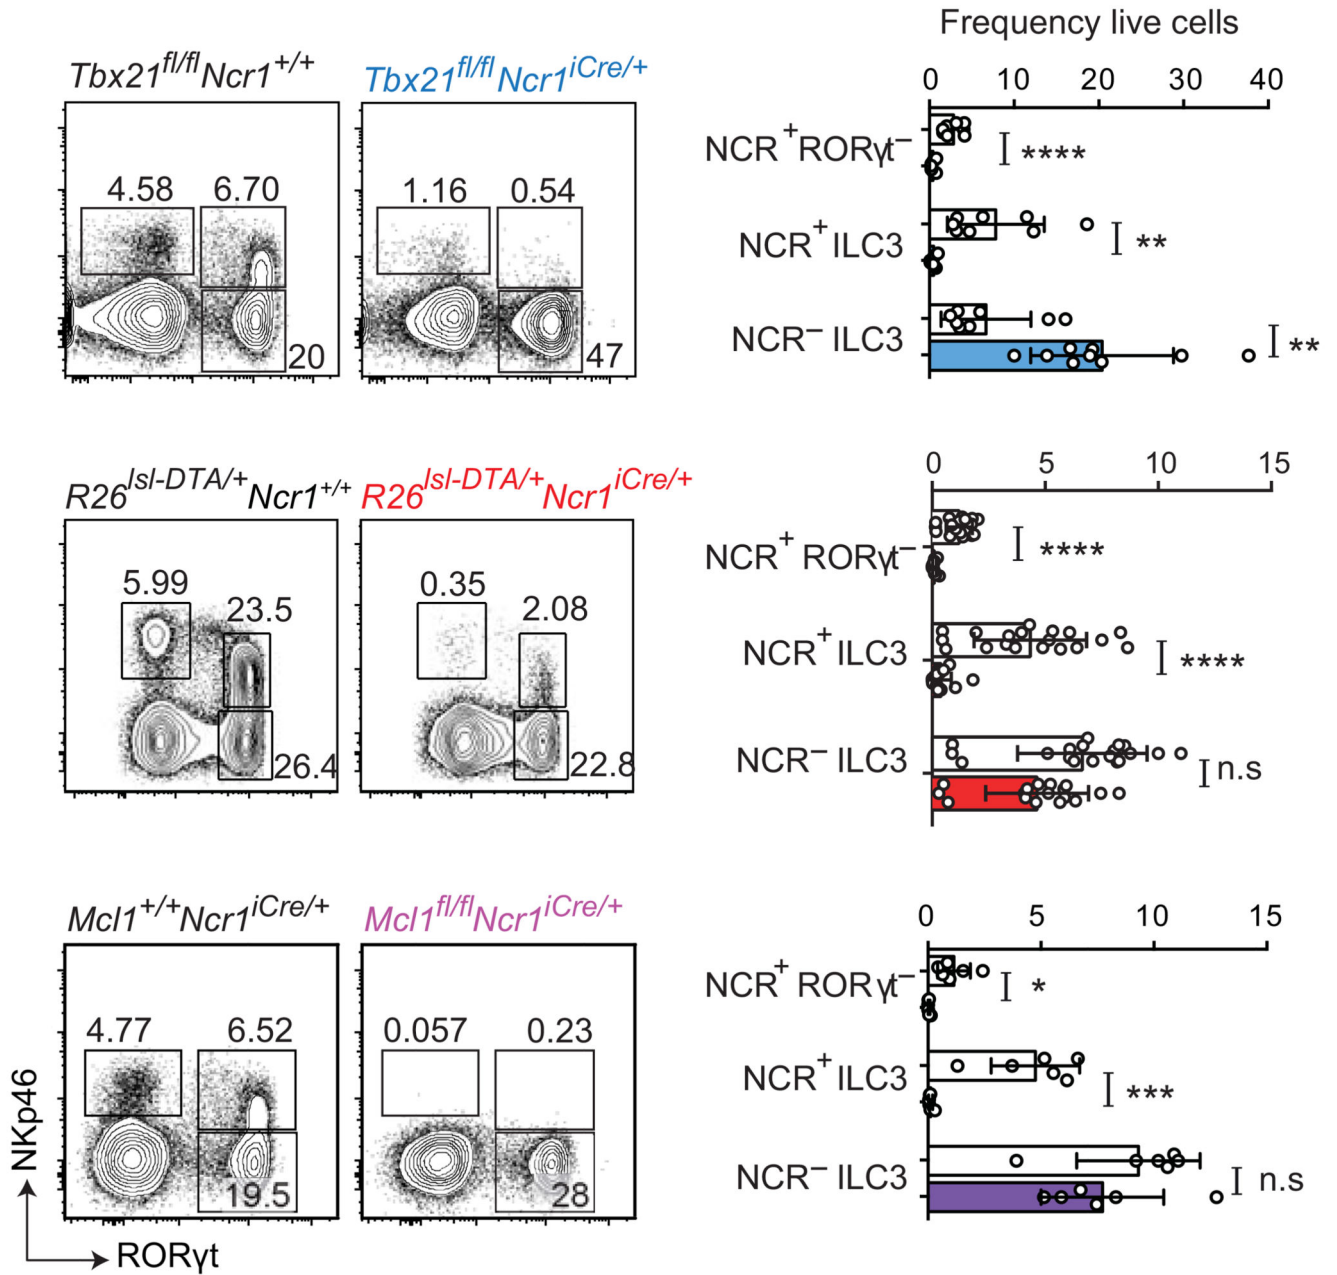 Frequency live cells
Tbx21fl/flNcr1+/+
Tbx21fl/flNcr1iCre/+
0 10 20 30 40
4.58 6.70
20
1.16 0.54
47
NCR+RORγt− ****
NCR+ILC3 **
NCR− ILC3 **
R26lsl-DTA/+Ncr1+/+
R26lsl-DTA/+Ncr1iCre/+
0 5 10 15
5.99 23.5
26.4
0.35 2.08
22.8
NCR+ RORγt− ****
NCR+ILC3 ****
NCR− ILC3 n.s
Mcl1+/+Ncr1iCre/+
Mcl1fl/flNcr1iCre/+
0 5 10 15
4.77 6.52
19.5
0.057 0.23
28
NCR+ RORγt− *
NCR+ILC3 ***
NCR− ILC3 n.s
NKp46
RORγt